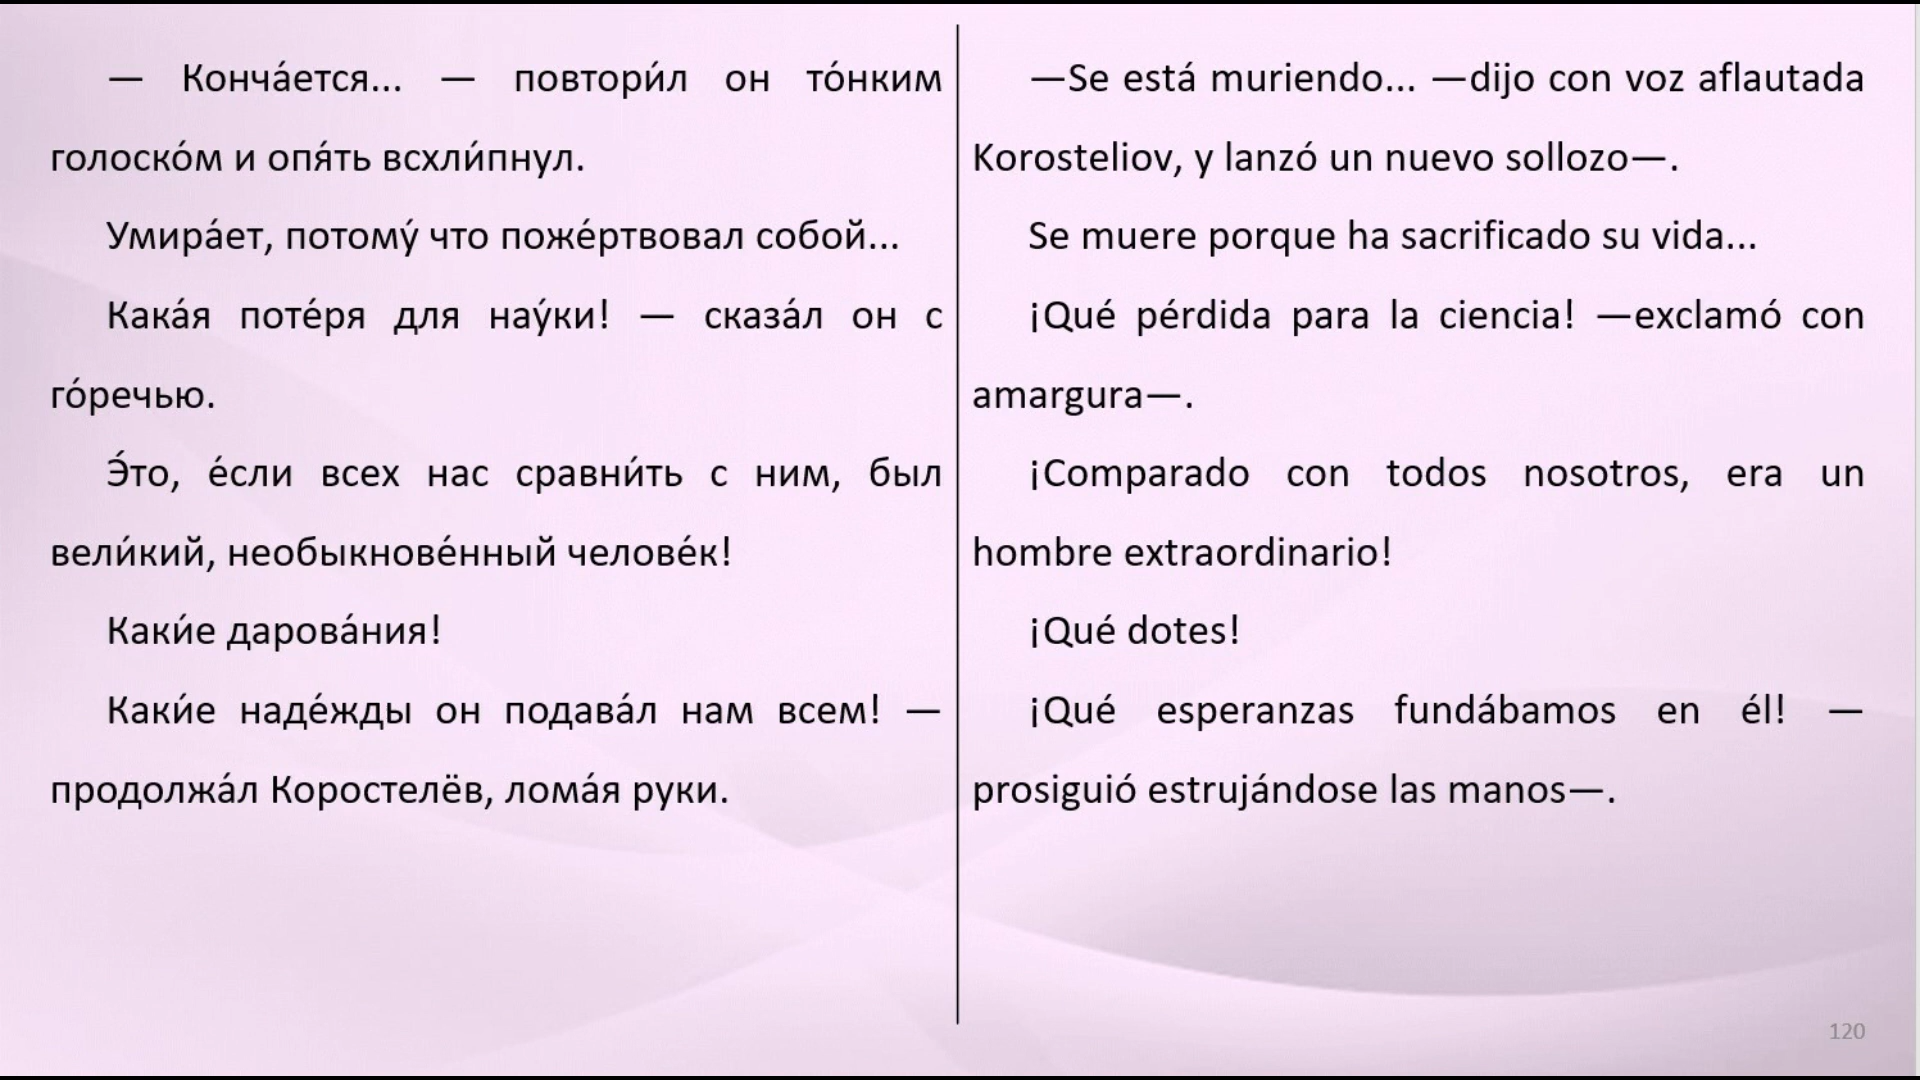 — Конча́ется... — повтори́л он то́нким
голоско́м и опя́ть всхли́пнул.
Умира́ет, потому́ что поже́ртвовал собой...
Кака́я поте́ря для нау́ки! — сказа́л он с
го́речью.
Э́то, е́сли всех нас сравни́ть с ним, был
вели́кий, необыкнове́нный челове́к!
Каки́е дарова́ния!
Каки́е наде́жды он подава́л нам всем! —
продолжа́л Коростелёв, лома́я руки.
—Se está muriendo... —dijo con voz aflautada
Korosteliov, y lanzó un nuevo sollozo—.
Se muere porque ha sacrificado su vida...
¡Qué pérdida para la ciencia! —exclamó con
amargura—.
¡Comparado con todos nosotros, era un
hombre extraordinario!
¡Qué dotes!
¡Qué esperanzas fundábamos en él! —
prosiguió estrujándose las manos—.
120